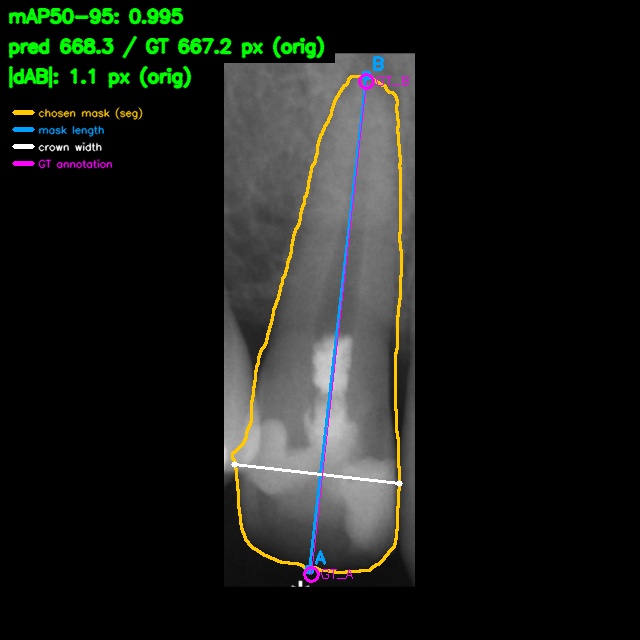 mAP50-95: 0.995
pred 668.3 / GT 667.2 px (orig)
|dAB|: 1.1 px (orig)
chosen mask (seg)
mask length
crown width
GT annotation
B
A
GT_A